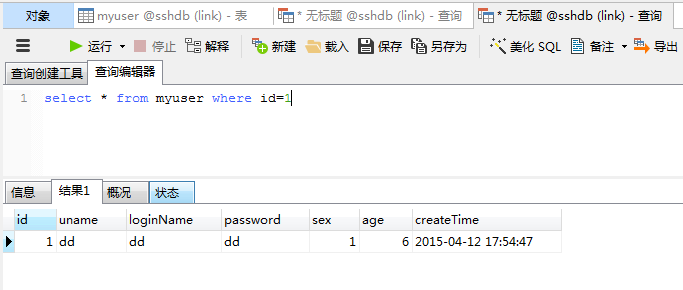 对象 myuser @sshdb (link) - 表 * 无标题 @sshdb (link) - 查询 * 无标题 @sshdb (link) - 查询
运行 停止 解释 新建 载入 保存 另存为 美化 SQL 备注 导出
查询创建工具 查询编辑器
1 select * from myuser where id=1
信息 结果1 概况 状态
id uname loginName password sex age createTime
1 dd dd dd 1 6 2015-04-12 17:54:47